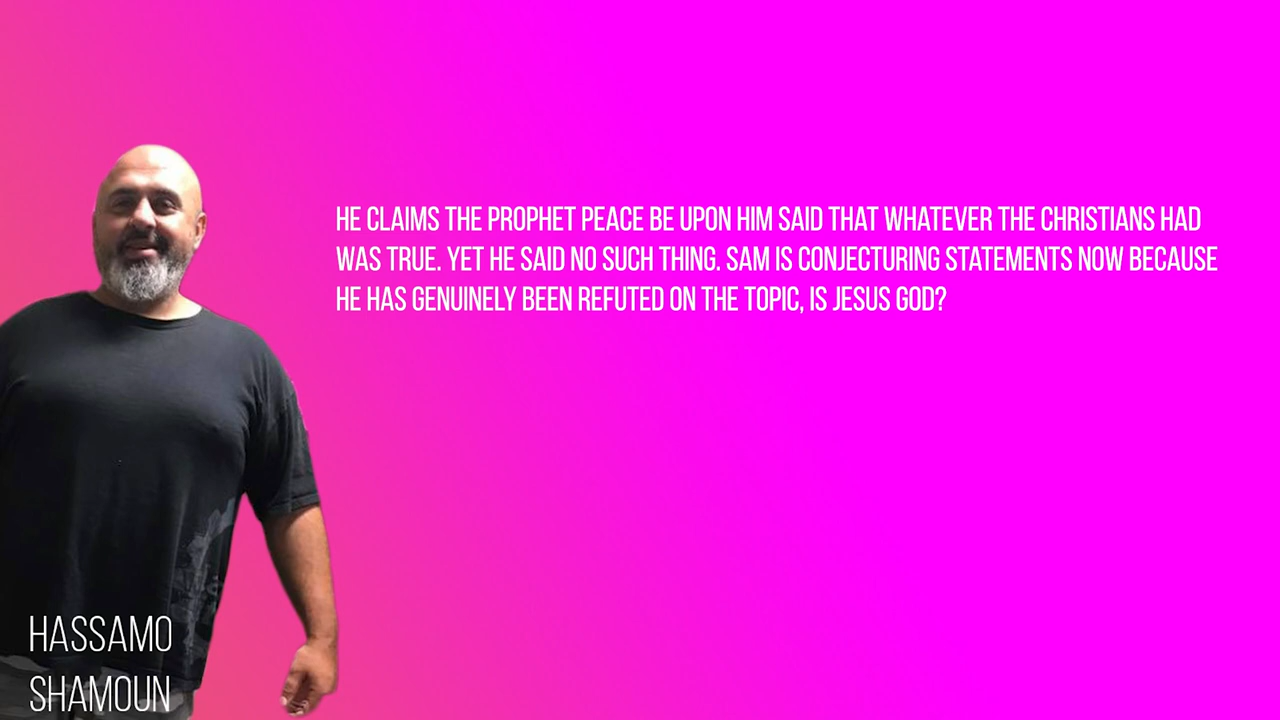 HE CLAIMS THE PROPHET PEACE BE UPON HIM SAID THAT WHATEVER THE CHRISTIANS HAD
WAS TRUE. YET HE SAID NO SUCH THING. SAM IS CONJECTURING STATEMENTS NOW BECAUSE
HE HAS GENUINELY BEEN REFUTED ON THE TOPIC, IS JESUS GOD?
HASSAMO
SHAMOUN